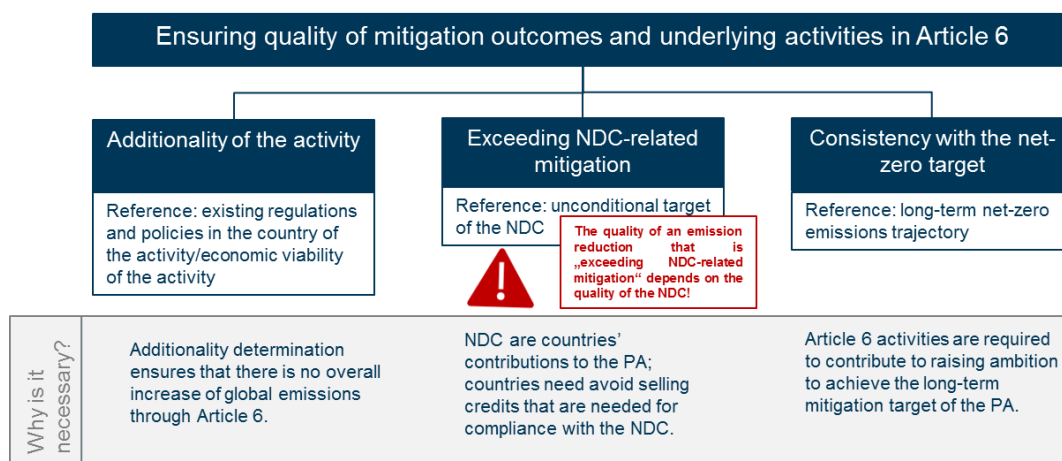 Ensuring quality of mitigation outcomes and underlying activities in Article 6
Additionality of the activity
Reference: existing regulations
and policies in the country of
the activity/economic viability
of the activity
Exceeding NDC-related
mitigation
Reference: unconditional target
of the NDC
The quality of an emission
reduction that is
„exceeding NDC-related
mitigation“ depends on the
quality of the NDC!
Consistency with the net-
zero target
Reference: long-term net-zero
emissions trajectory
Why is it
necessary?
Additionality determination
ensures that there is no overall
increase of global emissions
through Article 6.
NDC are countries’
contributions to the PA;
countries need avoid selling
credits that are needed for
compliance with the NDC.
Article 6 activities are required
to contribute to raising ambition
to achieve the long-term
mitigation target of the PA.